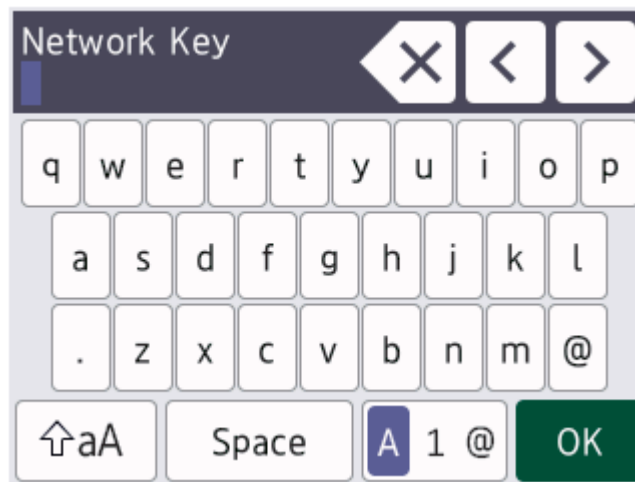 Network Key
q w e r t y u i o p
a s d f g h j k l
. z x c v b n m @
aA Space A 1 @ OK